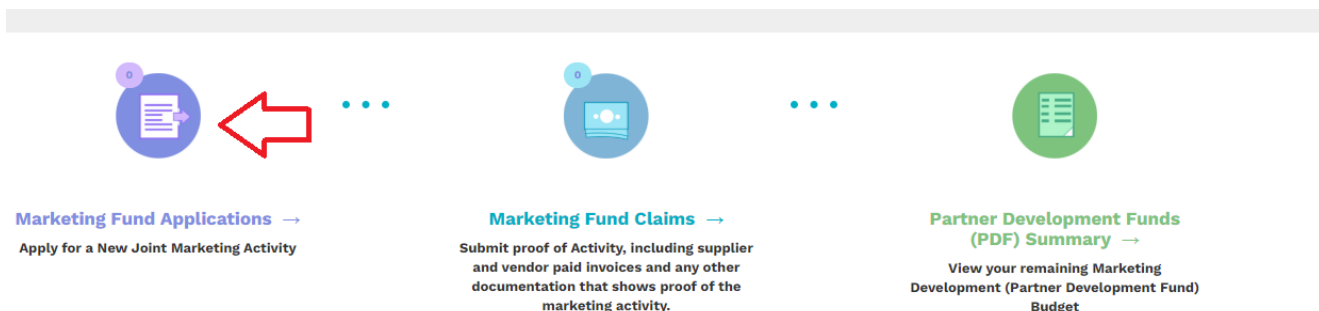 0
0
Marketing Fund Applications →
Apply for a New Joint Marketing Activity
Marketing Fund Claims →
Submit proof of Activity, including supplier
and vendor paid invoices and any other
documentation that shows proof of the
marketing activity.
Partner Development Funds
(PDF) Summary →
View your remaining Marketing
Development (Partner Development Fund)
Budget